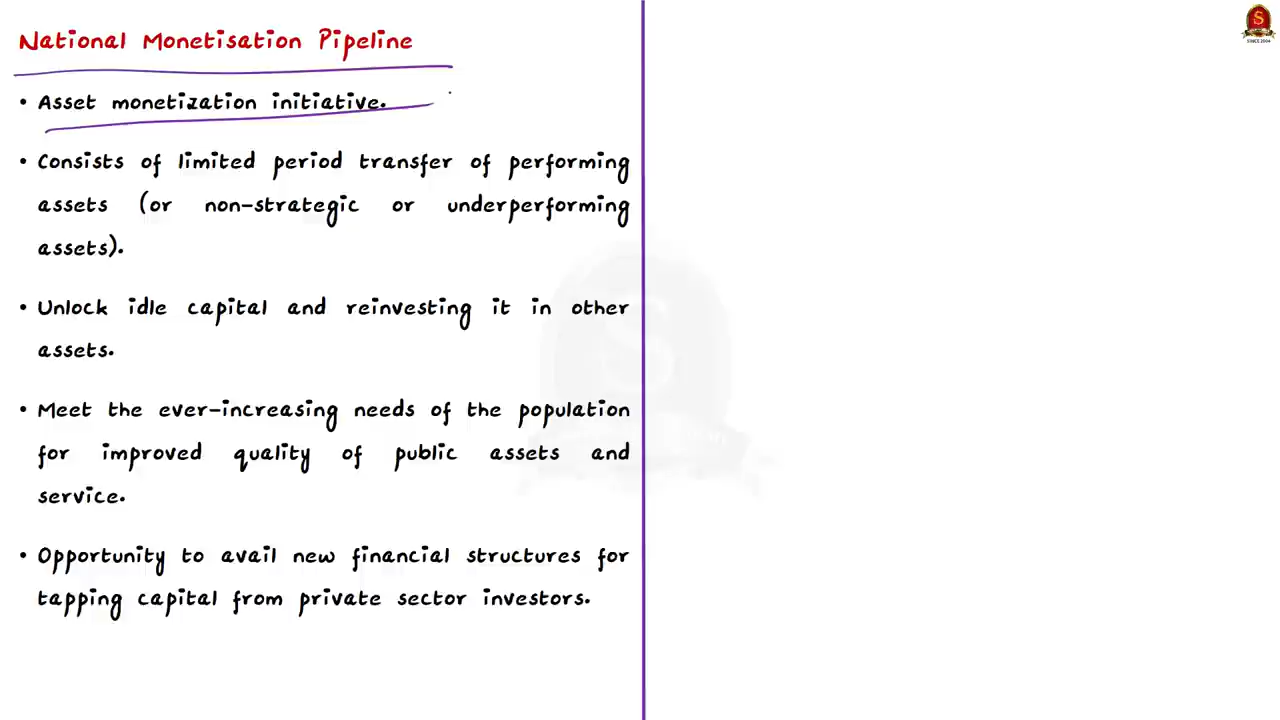 National Monetisation Pipeline
• Asset monetization initiative.
• Consists of limited period transfer of performing
assets (or non-strategic or underperforming
assets).
• Unlock idle capital and reinvesting it in other
assets.
• Meet the ever-increasing needs of the population
for improved quality of public assets and
service.
• Opportunity to avail new financial structures for
tapping capital from private sector investors.
S
SINCE 2004
S